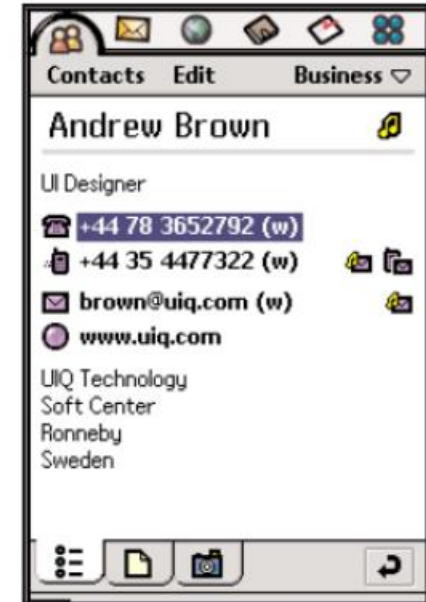 Contacts Edit Business
Andrew Brown
UI Designer
+44 78 3652792 (w)
+44 35 4477322 (w)
brown@uiq.com (w)
www.uiq.com
UIQ Technology
Soft Center
Ronneby
Sweden